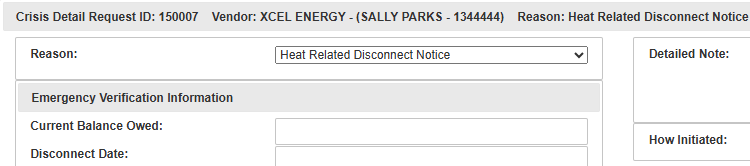 Crisis Detail Request ID: 150007 Vendor: XCEL ENERGY - (SALLY PARKS - 1344444) Reason: Heat Related Disconnect Notice
Reason: Heat Related Disconnect Notice
Detailed Note:
Emergency Verification Information
Current Balance Owed:
How Initiated:
Disconnect Date: